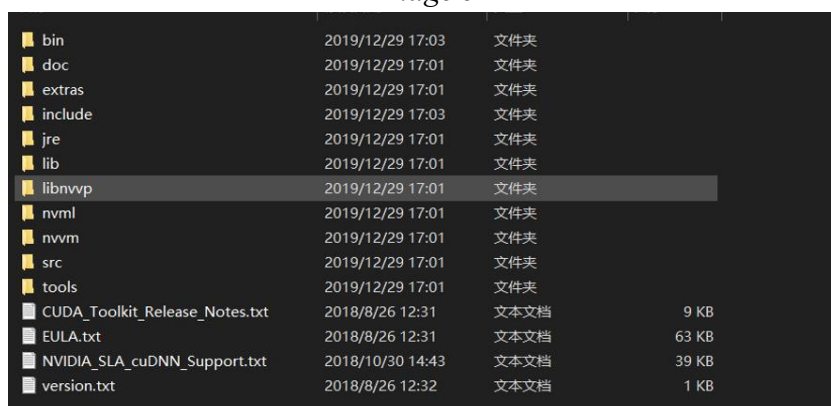 bin 2019/12/29 17:03 文件夹
doc 2019/12/29 17:01 文件夹
extras 2019/12/29 17:01 文件夹
include 2019/12/29 17:03 文件夹
jre 2019/12/29 17:01 文件夹
lib 2019/12/29 17:01 文件夹
libnvvp 2019/12/29 17:01 文件夹
nvml 2019/12/29 17:01 文件夹
nvvm 2019/12/29 17:01 文件夹
src 2019/12/29 17:01 文件夹
tools 2019/12/29 17:01 文件夹
CUDA_Toolkit_Release_Notes.txt 2018/8/26 12:31 文本文档 9 KB
EULA.txt 2018/8/26 12:31 文本文档 63 KB
NVIDIA_SLA_cuDNN_Support.txt 2018/10/30 14:43 文本文档 39 KB
version.txt 2018/8/26 12:32 文本文档 1 KB